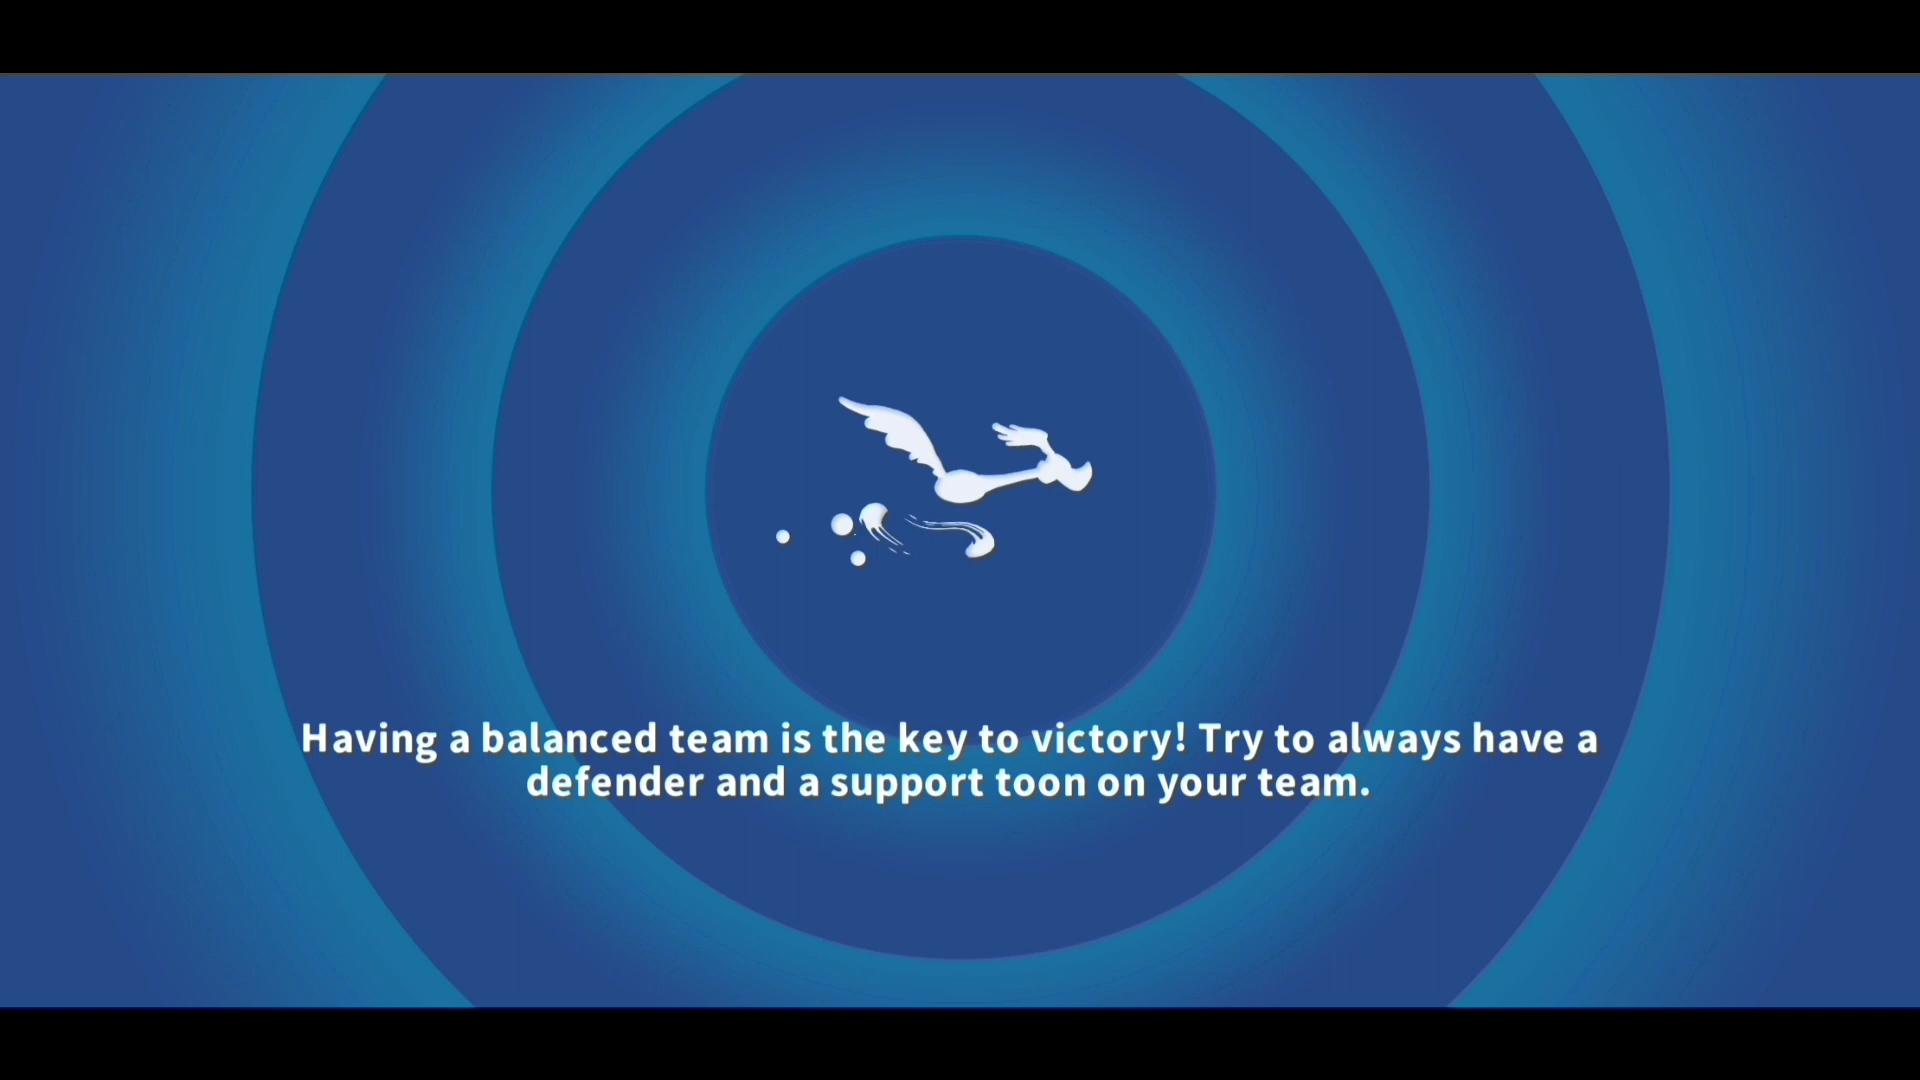 Having a balanced team is the key to victory! Try to always have a
defender and a support toon on your team.